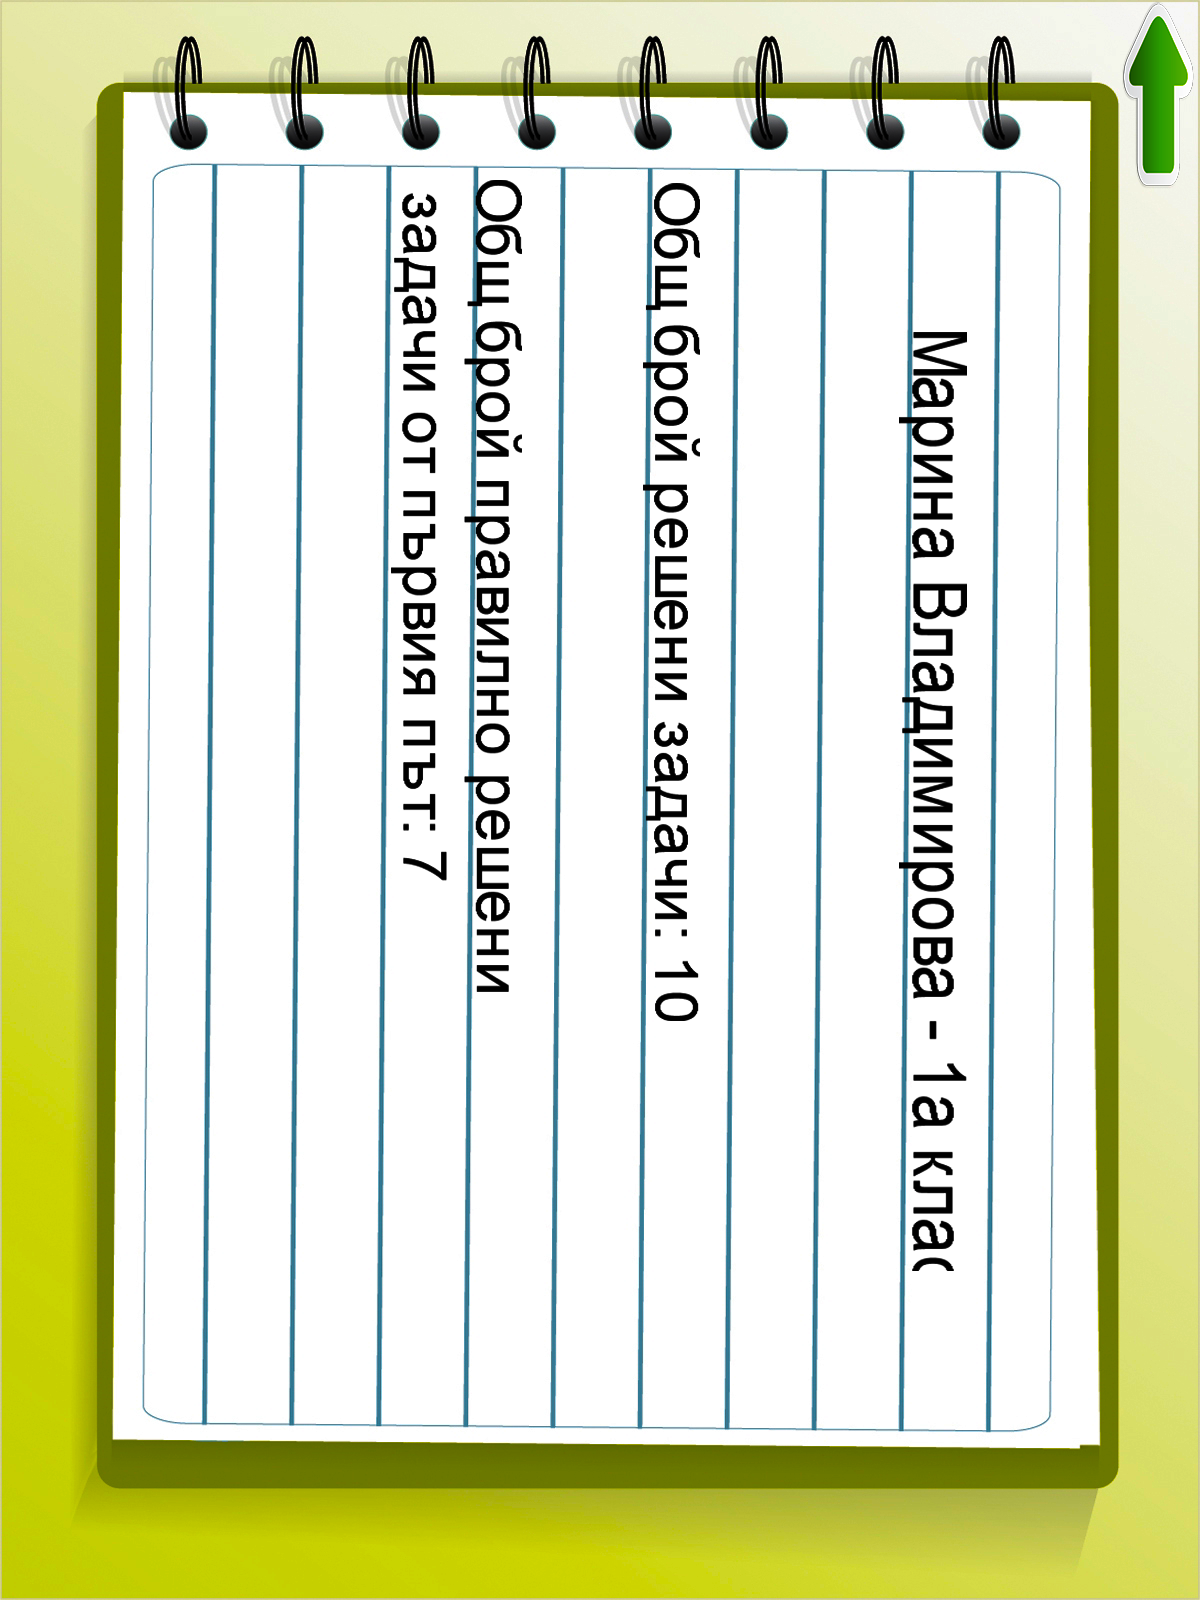 Марина Владимирова - 1а клас
Общ брой решени задачи: 10
Общ брой правилно решени
задачи от първия път: 7